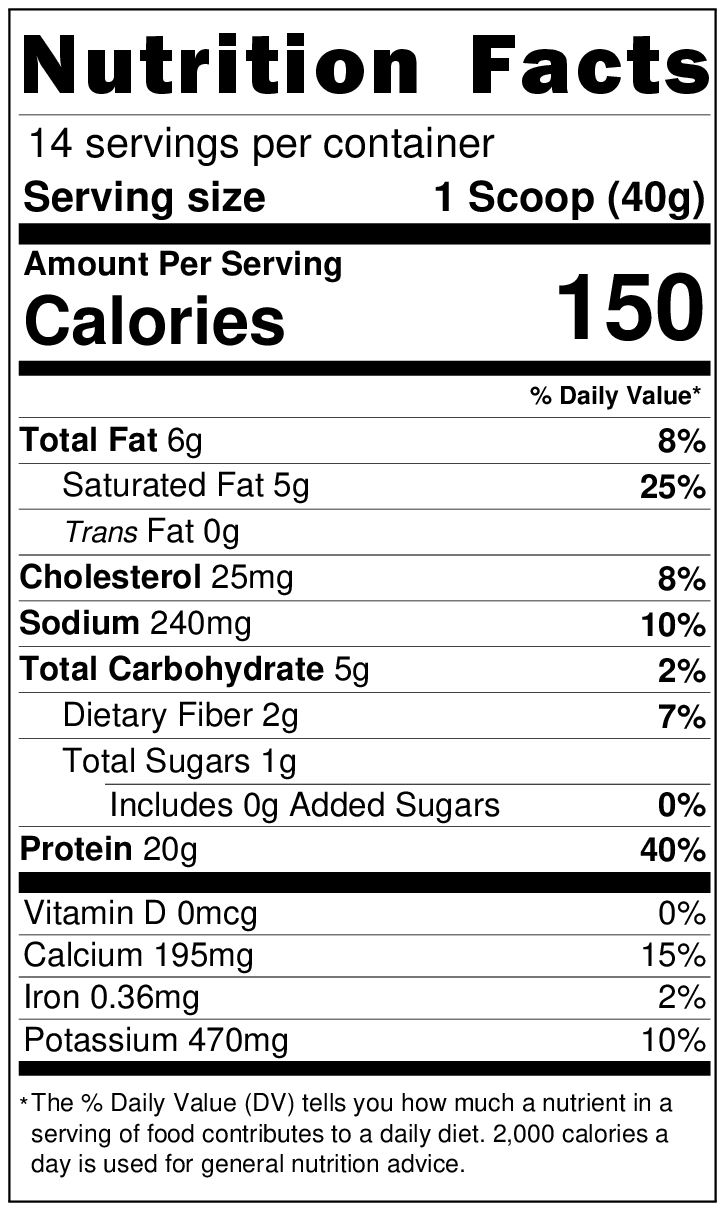 Nutrition Facts
14 servings per container
Serving size 1 Scoop (40g)
Amount Per Serving
Calories 150
% Daily Value*
Total Fat 6g 8%
Saturated Fat 5g 25%
Trans Fat 0g
Cholesterol 25mg 8%
Sodium 240mg 10%
Total Carbohydrate 5g 2%
Dietary Fiber 2g 7%
Total Sugars 1g
Includes 0g Added Sugars 0%
Protein 20g 40%
Vitamin D 0mcg 0%
Calcium 195mg 15%
Iron 0.36mg 2%
Potassium 470mg 10%
*The % Daily Value (DV) tells you how much a nutrient in a
serving of food contributes to a daily diet. 2,000 calories a
day is used for general nutrition advice.